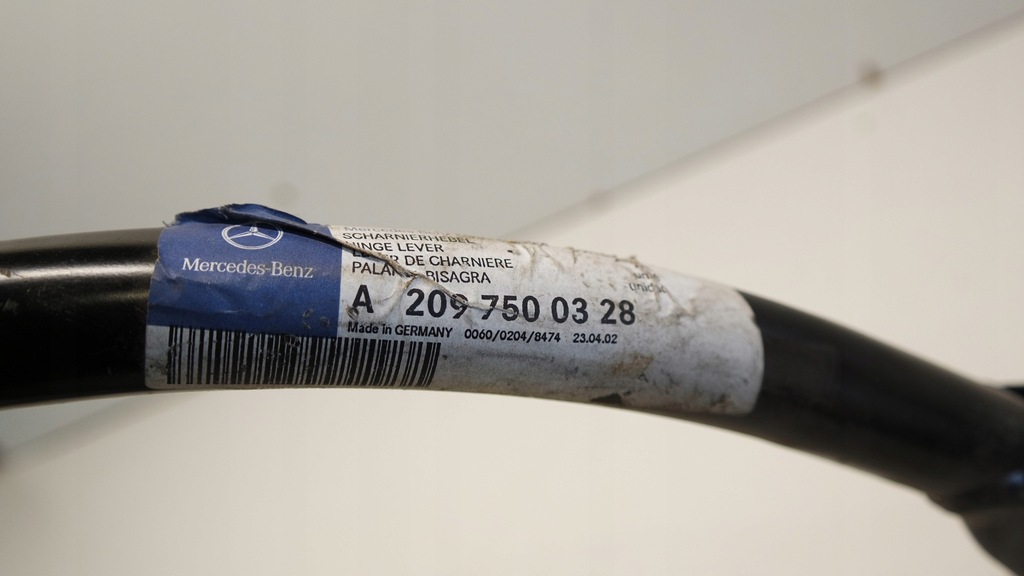 Mercedes-Benz
SCHARNIERHEBEL
HINGE LEVER
DE CHARNIERE
BISAGRA
A 209 750 03 28
Made in GERMANY 0060/0204/8474 23.04.02